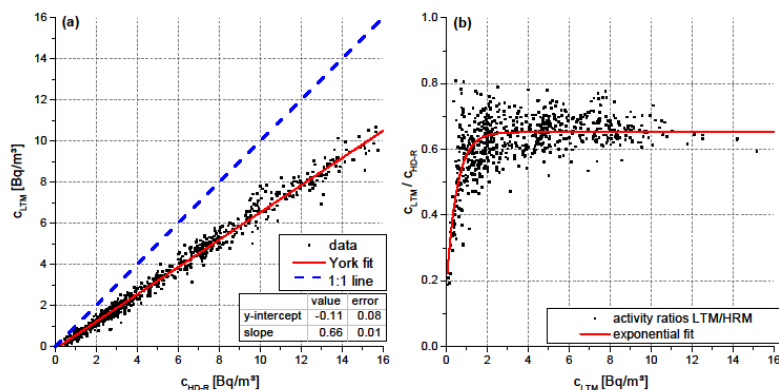 (a)
16
14
12
10
8
6
4
2
0
c_LTM [Bq/m³]
data
York fit
1:1 line
value error
y-intercept -0.11 0.08
slope 0.66 0.01
0 2 4 6 8 10 12 14 16
c_HD-R [Bq/m³]
(b)
1.0
0.8
0.6
0.4
0.2
0.0
c_LTM / c_HD-R
activity ratios LTM/HRM
exponential fit
0 2 4 6 8 10 12 14 16
c_LTM [Bq/m³]